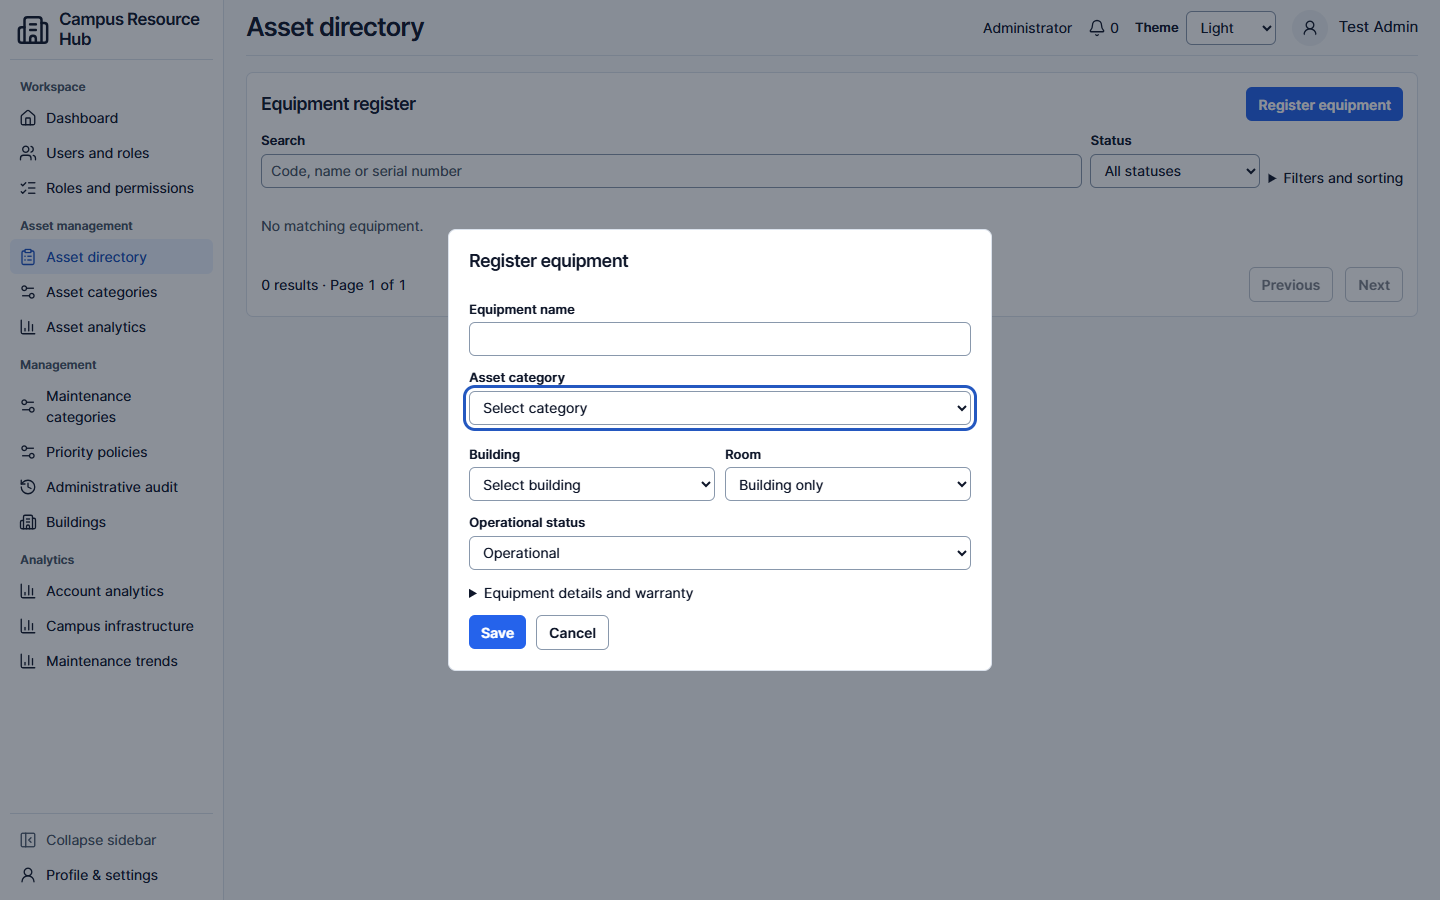 Campus Resource
Hub
Workspace
Dashboard
Users and roles
Roles and permissions
Asset management
Asset directory
Asset categories
Asset analytics
Management
Maintenance
categories
Priority policies
Administrative audit
Buildings
Analytics
Account analytics
Campus infrastructure
Maintenance trends
Collapse sidebar
Profile & settings
Asset directory
Administrator
0
Theme
Light
Test Admin
Equipment register
Register equipment
Search
Status
Code, name or serial number
All statuses
Filters and sorting
No matching equipment.
0 results · Page 1 of 1
Previous
Next
Register equipment
Equipment name
Asset category
Select category
Building
Room
Select building
Building only
Operational status
Operational
Equipment details and warranty
Save
Cancel